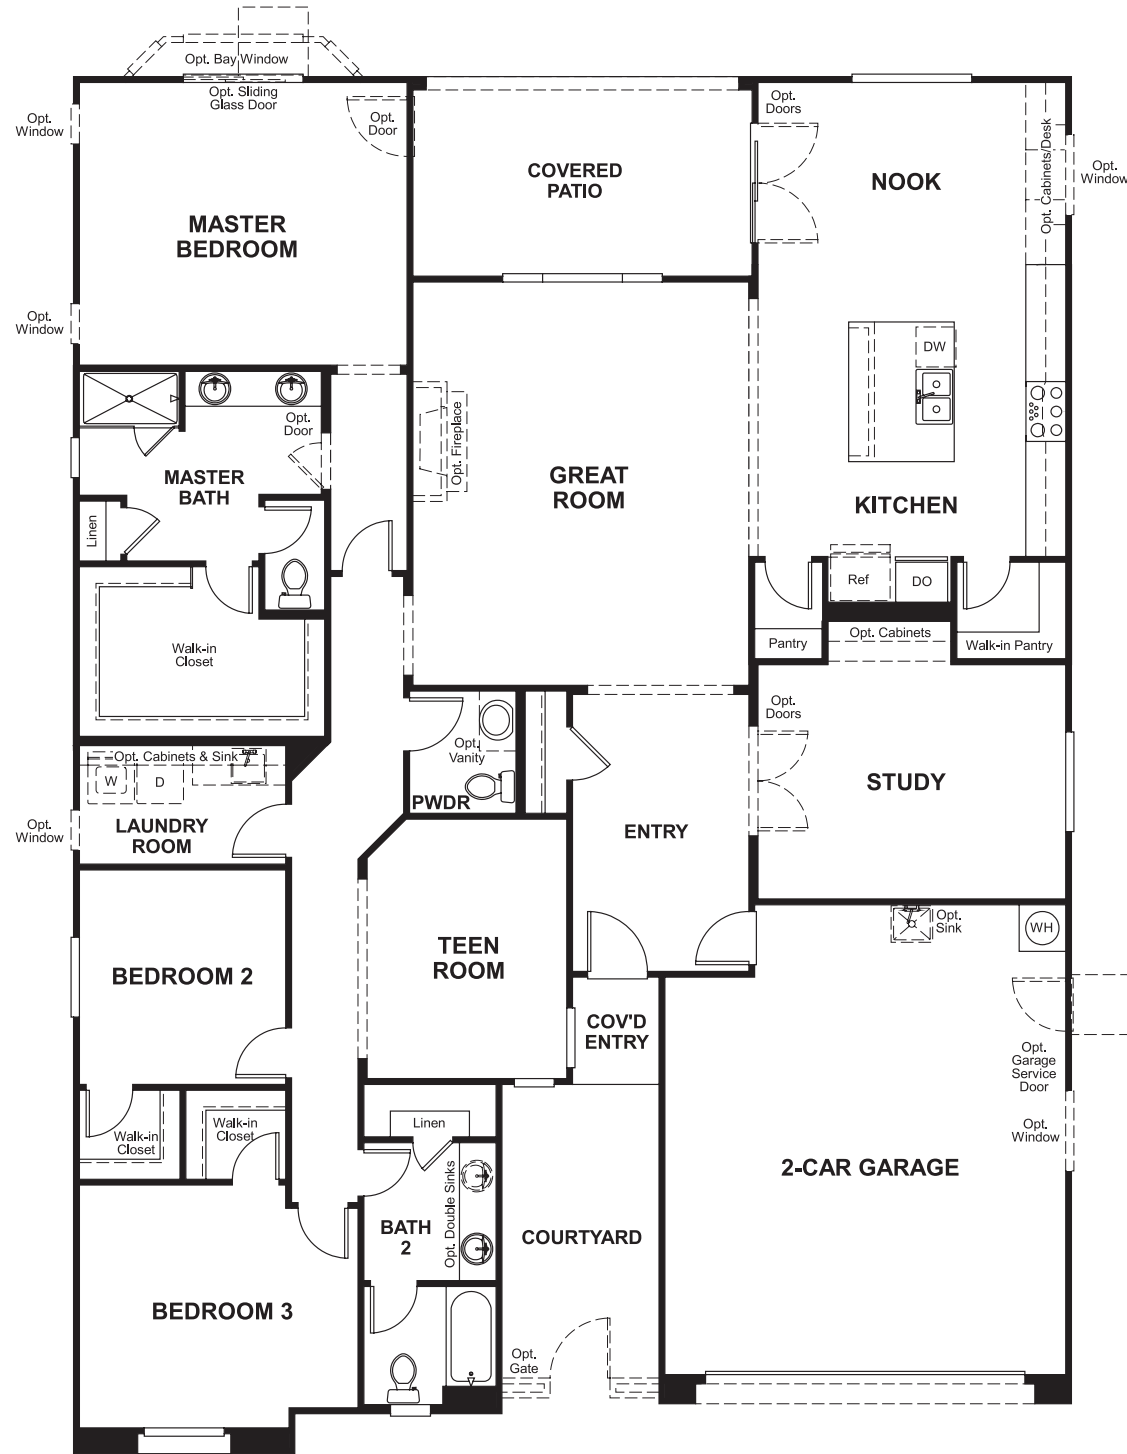 Opt. Bay Window
Opt. Sliding
Glass Door
Opt.
Window
Opt.
Door
Opt.
Doors
Opt. Cabinets/Desk
Opt.
Window
COVERED
PATIO
NOOK
MASTER
BEDROOM
Opt.
Window
DW
Opt.
Door
Opt. Fireplace
MASTER
BATH
GREAT
ROOM
KITCHEN
Linen
Ref
DO
Walk-in
Closet
Pantry
Opt. Cabinets
Walk-in Pantry
Opt.
Doors
Opt.
Vanity
PWDR
Opt. Cabinets & Sink
W
D
STUDY
Opt.
Window
LAUNDRY
ROOM
ENTRY
Opt.
Sink
WH
TEEN
ROOM
BEDROOM 2
COV'D
ENTRY
Opt.
Garage
Service
Door
Walk-in
Closet
Walk-in
Closet
Linen
Opt.
Window
2-CAR GARAGE
Opt. Double Sinks
BATH
2
COURTYARD
BEDROOM 3
Opt.
Gate